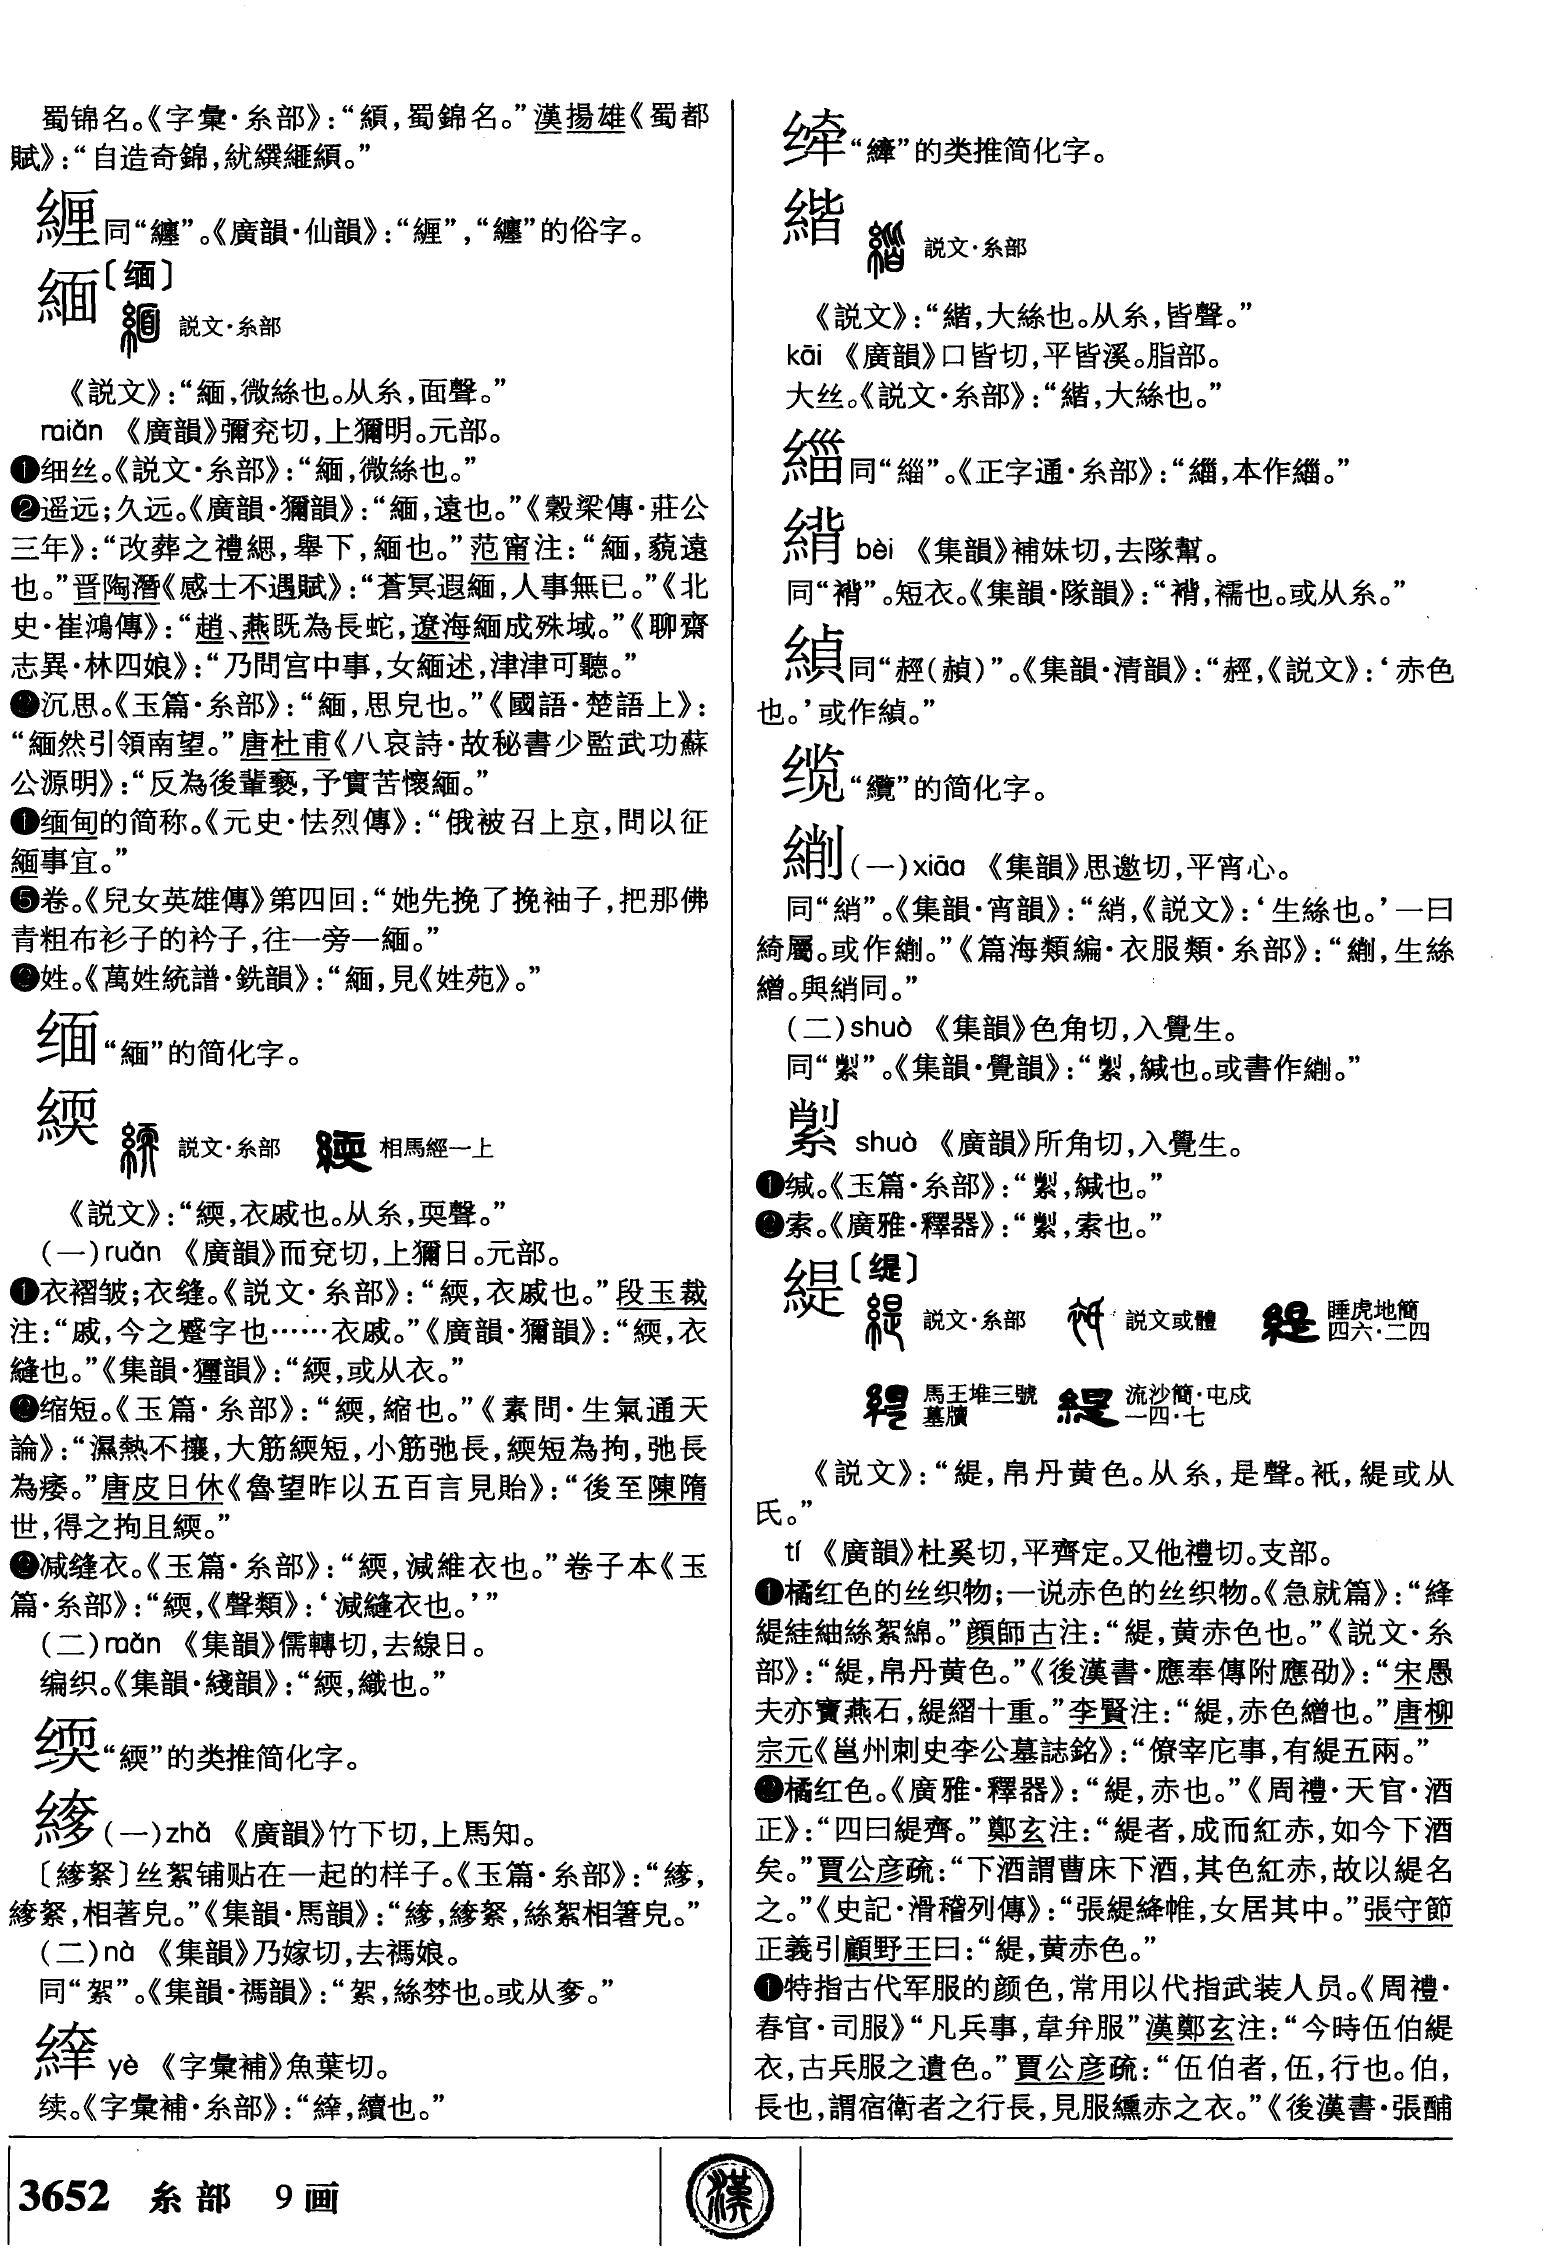 蜀锦名。《字彙·糸部》:“縜,蜀錦名。”漢揚雄《蜀都
賦》:“自造奇錦,紌繏縜。”
緾同“纏”。《廣韻·仙韻》:“緾”,“纏”的俗字。
緬〔缅〕
説文·糸部
《説文》:“緬,微絲也。从糸,面聲。”
miǎn 《廣韻》彌兖切,上獮明。元部。
❶细丝。《説文·糸部》:“緬,微絲也。”
❷遥远;久远。《廣韻·獮韻》:“緬,遠也。”《穀梁傳·莊公
三年》:“改葬之禮緦,舉下,緬也。”范甯注:“緬,藐遠
也。”晋陶潛《感士不遇賦》:“蒼冥遐緬,人事無已。”《北
史·崔鴻傳》:“趙、燕既為長蛇,遼海緬成殊域。”《聊齋
志異·林四娘》:“乃問宫中事,女緬述,津津可聽。”
❸沉思。《玉篇·糸部》:“緬,思皃也。”《國語·楚語上》:
“緬然引領南望。”唐杜甫《八哀詩·故秘書少監武功蘇
公源明》:“反為後輩褻,予實苦懷緬。”
❹缅甸的简称。《元史·怯烈傳》:“俄被召上京,問以征
緬事宜。”
❺卷。《兒女英雄傳》第四回:“她先挽了挽袖子,把那佛
青粗布衫子的衿子,往一旁一緬。”
❻姓。《萬姓統譜·銑韻》:“緬,見《姓苑》。”
缅“緬”的简化字。
緛
説文·糸部 相馬經一上
《説文》:“緛,衣戚也。从糸,耎聲。”
(一)ruǎn 《廣韻》而兗切,上獮日。元部。
❶衣褶皱;衣缝。《説文·糸部》:“緛,衣戚也。”段玉裁
注:“戚,今之蹙字也……衣戚。”《廣韻·獮韻》:“緛,衣
縫也。”《集韻·獮韻》:“緛,或从衣。”
❷缩短。《玉篇·糸部》:“緛,縮也。”《素問·生氣通天
論》:“濕熱不攘,大筋緛短,小筋弛長,緛短為拘,弛長
為痿。”唐皮日休《魯望昨以五百言見貽》:“後至陳隋
世,得之拘且緛。”
❸减缝衣。《玉篇·糸部》:“緛,減維衣也。”卷子本《玉
篇·糸部》:“緛,《聲類》:‘減縫衣也。’”
(二)ruǎn 《集韻》儒轉切,去線日。
编织。《集韻·綫韻》:“緛,織也。”
“緛”的类推简化字。
䋾(一)zhǎ 《廣韻》竹下切,上馬知。
〔䋾絮〕丝絮铺贴在一起的样子。《玉篇·糸部》:“䋾,
䋾絮,相著皃。”《集韻·馬韻》:“䋾,䋾絮,絲絮相箸皃。”
(二)nà 《集韻》乃嫁切,去禡娘。
同“絮”。《集韻·禡韻》:“絮,絲棼也。或从奓。”
yè 《字彙補》魚葉切。
续。《字彙補·糸部》:“,續也。”
“縴”的类推简化字。
緒
説文·糸部
《説文》:“緒,大絲也。从糸,皆聲。”
kāi 《廣韻》口皆切,平皆溪。脂部。
大丝。《説文·糸部》:“緒,大絲也。”
同“緇”。《正字通·糸部》:“緇,本作。”
bèi 《集韻》補妹切,去隊幫。
同“褙”。短衣。《集韻·隊韻》:“褙,襦也。或从糸。”
緽同“䞓(赬)”。《集韻·清韻》:“䞓,《説文》:‘赤色
也。’或作緽。”
缆“纜”的简化字。
(一)xiāo 《集韻》思邀切,平宵心。
同“綃”。《集韻·宵韻》:“綃,《説文》:‘生絲也。’一曰
綺屬。或作。”《篇海類編·衣服類·糸部》:“,生絲
繒。與綃同。”
(二)shuò 《集韻》色角切,入覺生。
同“”。《集韻·覺韻》:“,緘也。或書作。”
shuò 《廣韻》所角切,入覺生。
❶缄。《玉篇·糸部》:“,緘也。”
❷索。《廣雅·釋器》:“,索也。”
緹〔缇〕
説文·糸部 説文或體 睡虎地簡四六·二四
馬王堆三號墓牘 流沙簡·屯戍一四·七
《説文》:“緹,帛丹黄色。从糸,是聲。衹,緹或从
氏。”
tí 《廣韻》杜奚切,平齊定。又他禮切。支部。
❶橘红色的丝织物;一说赤色的丝织物。《急就篇》:“絳
緹絓紬絲絮綿。”顔師古注:“緹,黄赤色也。”《説文·糸
部》:“緹,帛丹黄色。”《後漢書·應奉傳附應劭》:“宋愚
夫亦寶燕石,緹䌌十重。”李賢注:“緹,赤色繒也。”唐柳
宗元《邕州刺史李公墓誌銘》:“僚宰庀事,有緹五兩。”
❷橘红色。《廣雅·釋器》:“緹,赤也。”《周禮·天官·酒
正》:“四曰緹齊。”鄭玄注:“緹者,成而紅赤,如今下酒
矣。”賈公彦疏:“下酒謂曹床下酒,其色紅赤,故以緹名
之。”《史記·滑稽列傳》:“張緹絳帷,女居其中。”張守節
正義引顧野王曰:“緹,黄赤色。”
❸特指古代军服的颜色,常用以代指武装人员。《周禮·
春官·司服》“凡兵事,韋弁服”漢鄭玄注:“今時伍伯緹
衣,古兵服之遺色。”賈公彦疏:“伍伯者,伍,行也。伯,
長也,謂宿衛者之行長,見服纁赤之衣。”《後漢書·張酺
3652 糸部 9画
漢